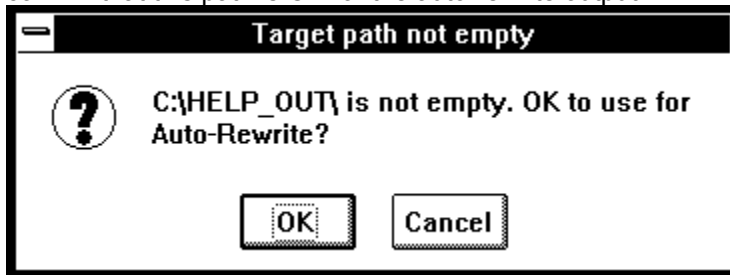 Target path not empty
C:\HELP_OUT\ is not empty. OK to use for
Auto-Rewrite?
OK
Cancel